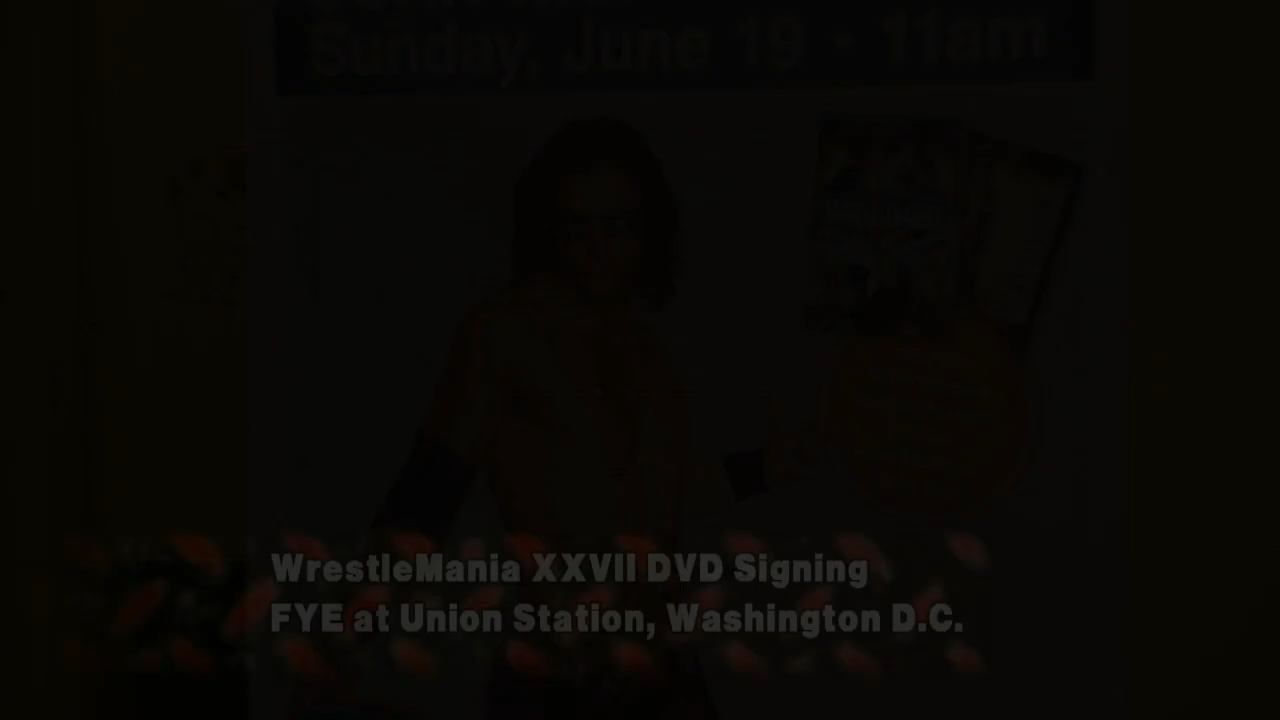 Sunday, June 19 • 11am
WrestleMania XXVII DVD Signing
FYE at Union Station, Washington D.C.